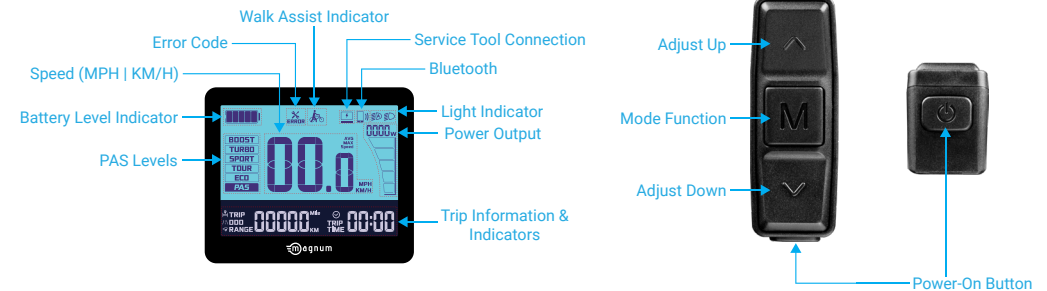 Walk Assist Indicator
Error Code
Service Tool Connection
Speed (MPH | KM/H)
Bluetooth
Battery Level Indicator
Light Indicator
Power Output
PAS Levels
Trip Information &
Indicators
ERROR
0000w
BOOST
TURBO
SPORT
TOUR
ECO
PAS
AVG
MAX
Speed
00.0
MPH
KM/H
TRIP
ODO
RANGE
0000.0
Mile
KM
TRIP
TIME
00:00
magnum
Adjust Up
Mode Function
M
Adjust Down
Power-On Button